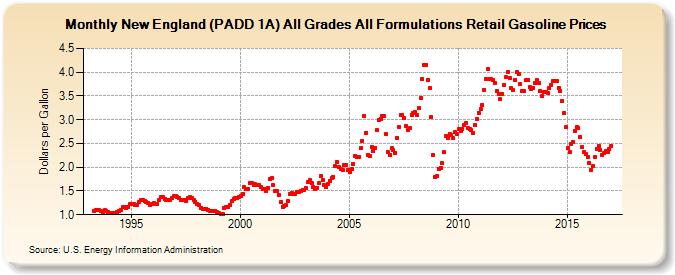 Monthly New England (PADD 1A) All Grades All Formulations Retail Gasoline Prices
Dollars per Gallon
4.5
4.0
3.5
3.0
2.5
2.0
1.5
1.0
1995 2000 2005 2010 2015
Source: U.S. Energy Information Administration